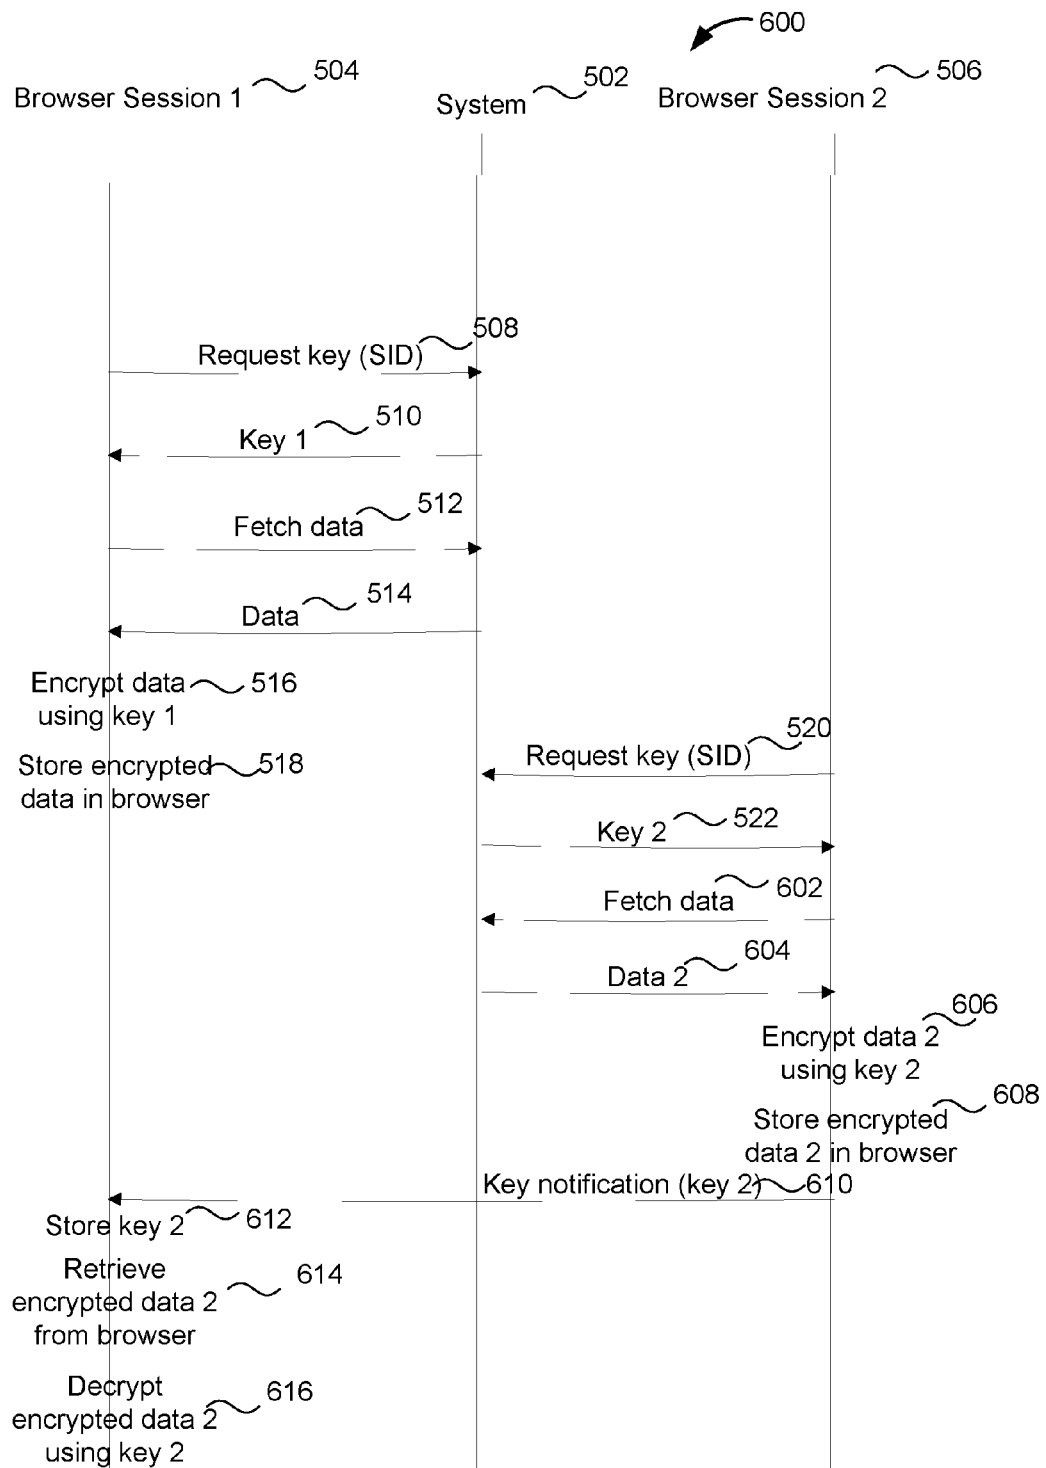 600
504
Browser Session 1
502
System
506
Browser Session 2
508
Request key (SID)
510
Key 1
512
Fetch data
514
Data
Encrypt data 516
using key 1
Store encrypted 518
data in browser
520
Request key (SID)
522
Key 2
602
Fetch data
604
Data 2
606
Encrypt data 2
using key 2
608
Store encrypted
data 2 in browser
Key notification (key 2) 610
Store key 2 612
Retrieve
encrypted data 2
from browser
614
Decrypt
encrypted data 2
using key 2
616